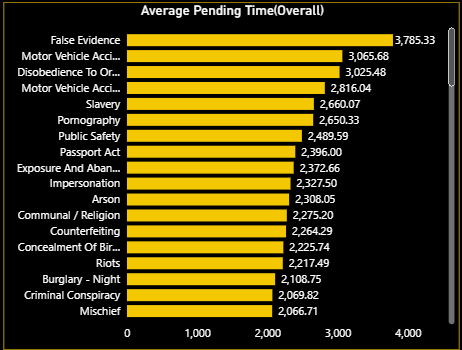 Average Pending Time(Overall)
False Evidence 3,785.33
Motor Vehicle Acci... 3,065.68
Disobedience To Or... 3,025.48
Motor Vehicle Acci... 2,816.04
Slavery 2,660.07
Pornography 2,650.33
Public Safety 2,489.59
Passport Act 2,396.00
Exposure And Aban... 2,372.66
Impersonation 2,327.50
Arson 2,308.05
Communal / Religion 2,275.20
Counterfeiting 2,264.29
Concealment Of Bir... 2,225.74
Riots 2,217.49
Burglary - Night 2,108.75
Criminal Conspiracy 2,069.82
Mischief 2,066.71
0 1,000 2,000 3,000 4,000